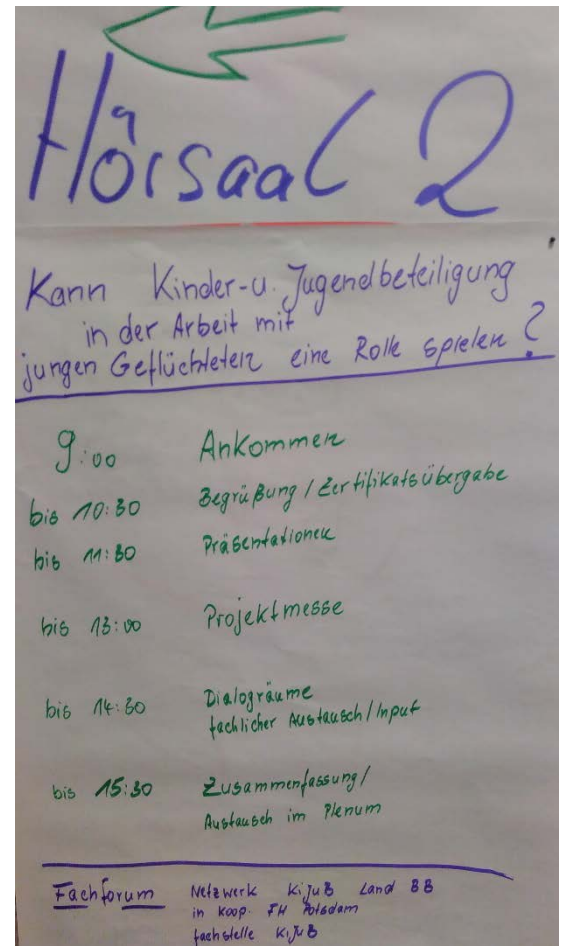 Hörsaal 2
Kann Kinder-u. Jugendbeteiligung
in der Arbeit mit
jungen Geflüchteten eine Rolle spielen?
9:00 Ankommen
bis 10:30 Begrüßung / Zertifikatsübergabe
bis 11:30 Präsentationen
bis 13:00 Projektmesse
bis 14:30 Dialogräume
fachlicher Austausch/Input
bis 15:30 Zusammenfassung/
Austausch im Plenum
Fachforum Netzwerk KijuB Land BB
in Koop. FH Potsdam
fachstelle KijuB